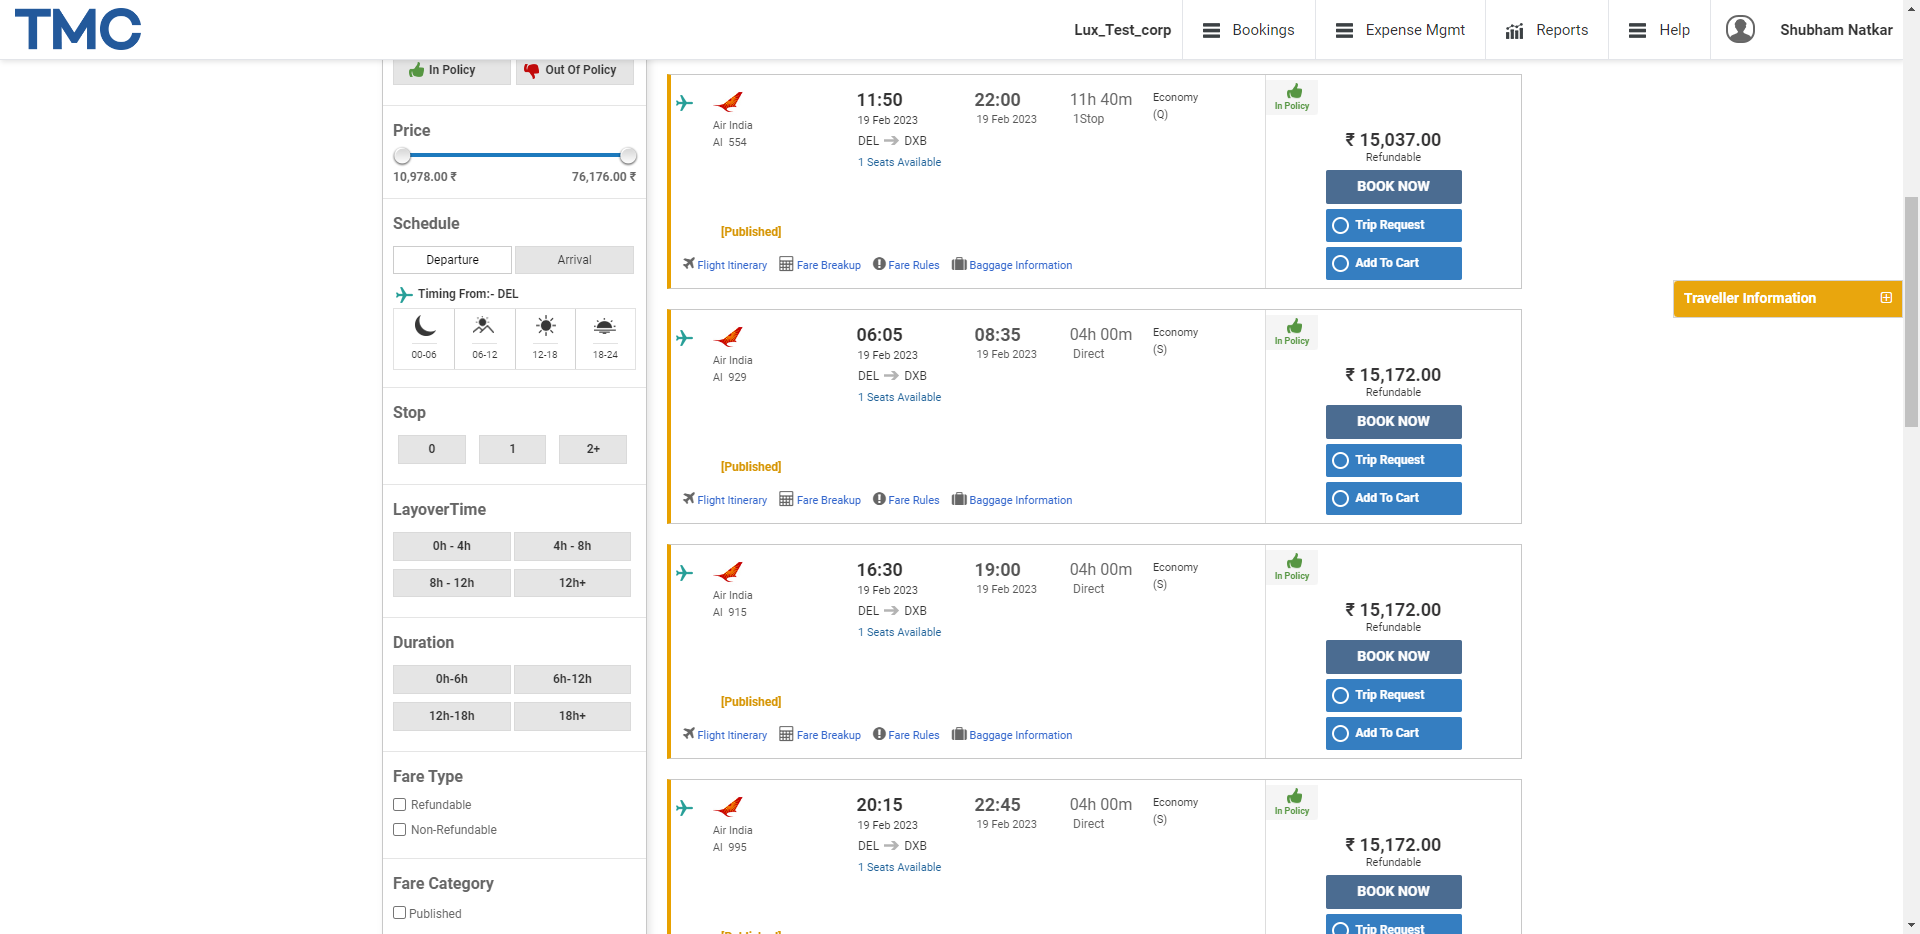 TMC
Lux_Test_corp
Bookings
Expense Mgmt
Reports
Help
Shubham Natkar
In Policy
Out Of Policy
Price
10,978.00 ₹
76,176.00 ₹
Schedule
Departure
Arrival
Timing From:- DEL
00-06
06-12
12-18
18-24
Stop
0
1
2+
LayoverTime
0h - 4h
4h - 8h
8h - 12h
12h+
Duration
0h-6h
6h-12h
12h-18h
18h+
Fare Type
Refundable
Non-Refundable
Fare Category
Published
Air India
AI 554
11:50
19 Feb 2023
DEL DXB
1 Seats Available
22:00
19 Feb 2023
11h 40m
1Stop
Economy
(Q)
[Published]
Flight Itinerary
Fare Breakup
Fare Rules
Baggage Information
In Policy
₹ 15,037.00
Refundable
BOOK NOW
Trip Request
Add To Cart
Air India
AI 929
06:05
19 Feb 2023
DEL DXB
1 Seats Available
08:35
19 Feb 2023
04h 00m
Direct
Economy
(S)
[Published]
Flight Itinerary
Fare Breakup
Fare Rules
Baggage Information
In Policy
₹ 15,172.00
Refundable
BOOK NOW
Trip Request
Add To Cart
Air India
AI 915
16:30
19 Feb 2023
DEL DXB
1 Seats Available
19:00
19 Feb 2023
04h 00m
Direct
Economy
(S)
[Published]
Flight Itinerary
Fare Breakup
Fare Rules
Baggage Information
In Policy
₹ 15,172.00
Refundable
BOOK NOW
Trip Request
Add To Cart
Air India
AI 995
20:15
19 Feb 2023
DEL DXB
1 Seats Available
22:45
19 Feb 2023
04h 00m
Direct
Economy
(S)
In Policy
₹ 15,172.00
Refundable
BOOK NOW
Trip Request
Traveller Information